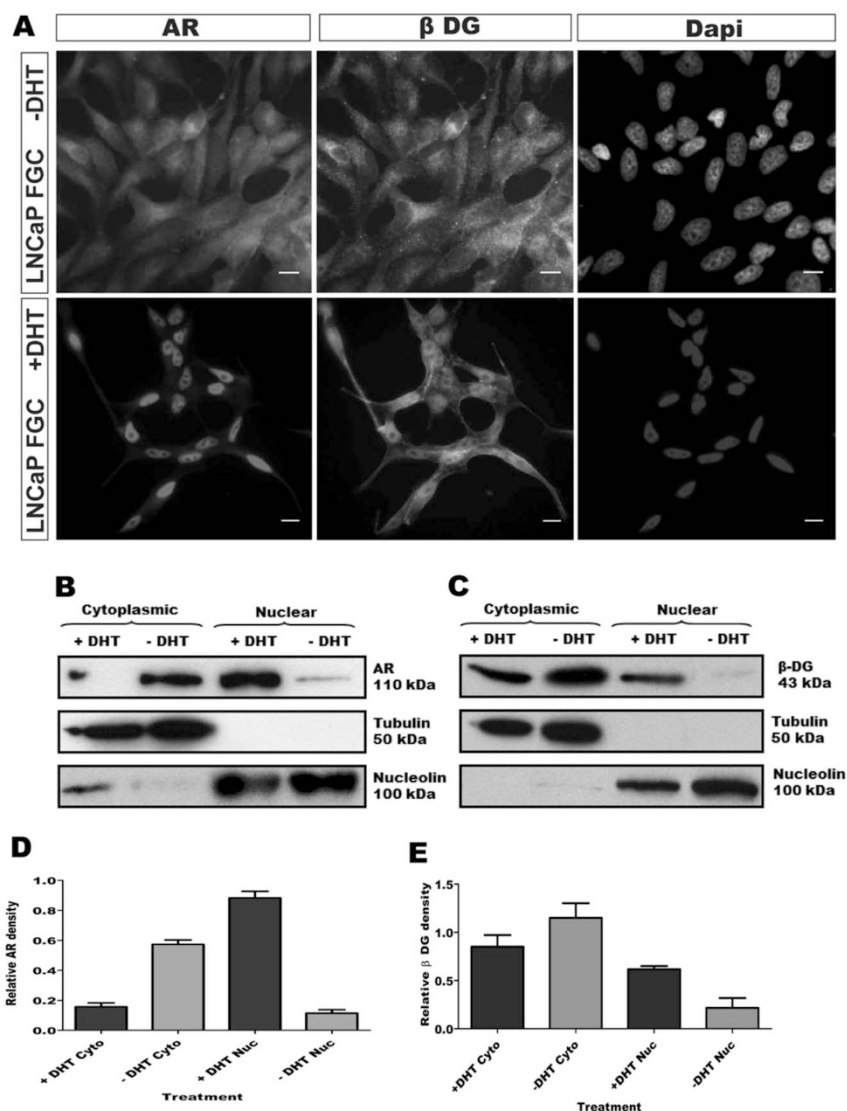 A
AR
β DG
Dapi
LNCaP FGC -DHT
LNCaP FGC +DHT
B
Cytoplasmic
Nuclear
+ DHT
- DHT
+ DHT
- DHT
AR
110 kDa
Tubulin
50 kDa
Nucleolin
100 kDa
C
Cytoplasmic
Nuclear
+ DHT
- DHT
+ DHT
- DHT
β-DG
43 kDa
Tubulin
50 kDa
Nucleolin
100 kDa
D
Relative AR density
1.0
0.8
0.6
0.4
0.2
0.0
+ DHT Cyto
- DHT Cyto
+ DHT Nuc
- DHT Nuc
Treatment
E
Relative β DG density
1.5
1.0
0.5
0.0
+DHT Cyto
-DHT Cyto
+DHT Nuc
-DHT Nuc
Treatment